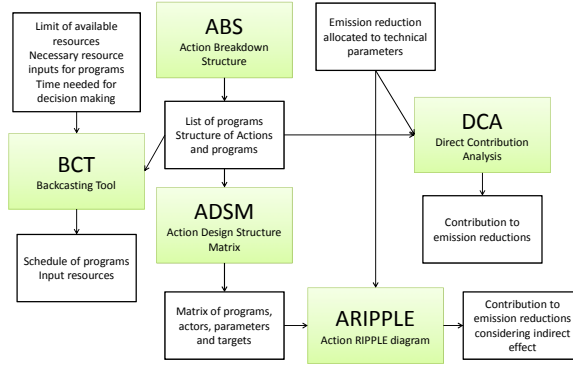 Limit of available
resources
Necessary resource
inputs for programs
Time needed for
decision making
ABS
Action Breakdown
Structure
Emission reduction
allocated to technical
parameters
List of programs
Structure of Actions
and programs
DCA
Direct Contribution
Analysis
BCT
Backcasting Tool
ADSM
Action Design Structure
Matrix
Contribution to
emission reductions
Schedule of programs
Input resources
Matrix of programs,
actors, parameters
and targets
ARIPPLE
Action RIPPLE diagram
Contribution to
emission reductions
considering indirect
effect